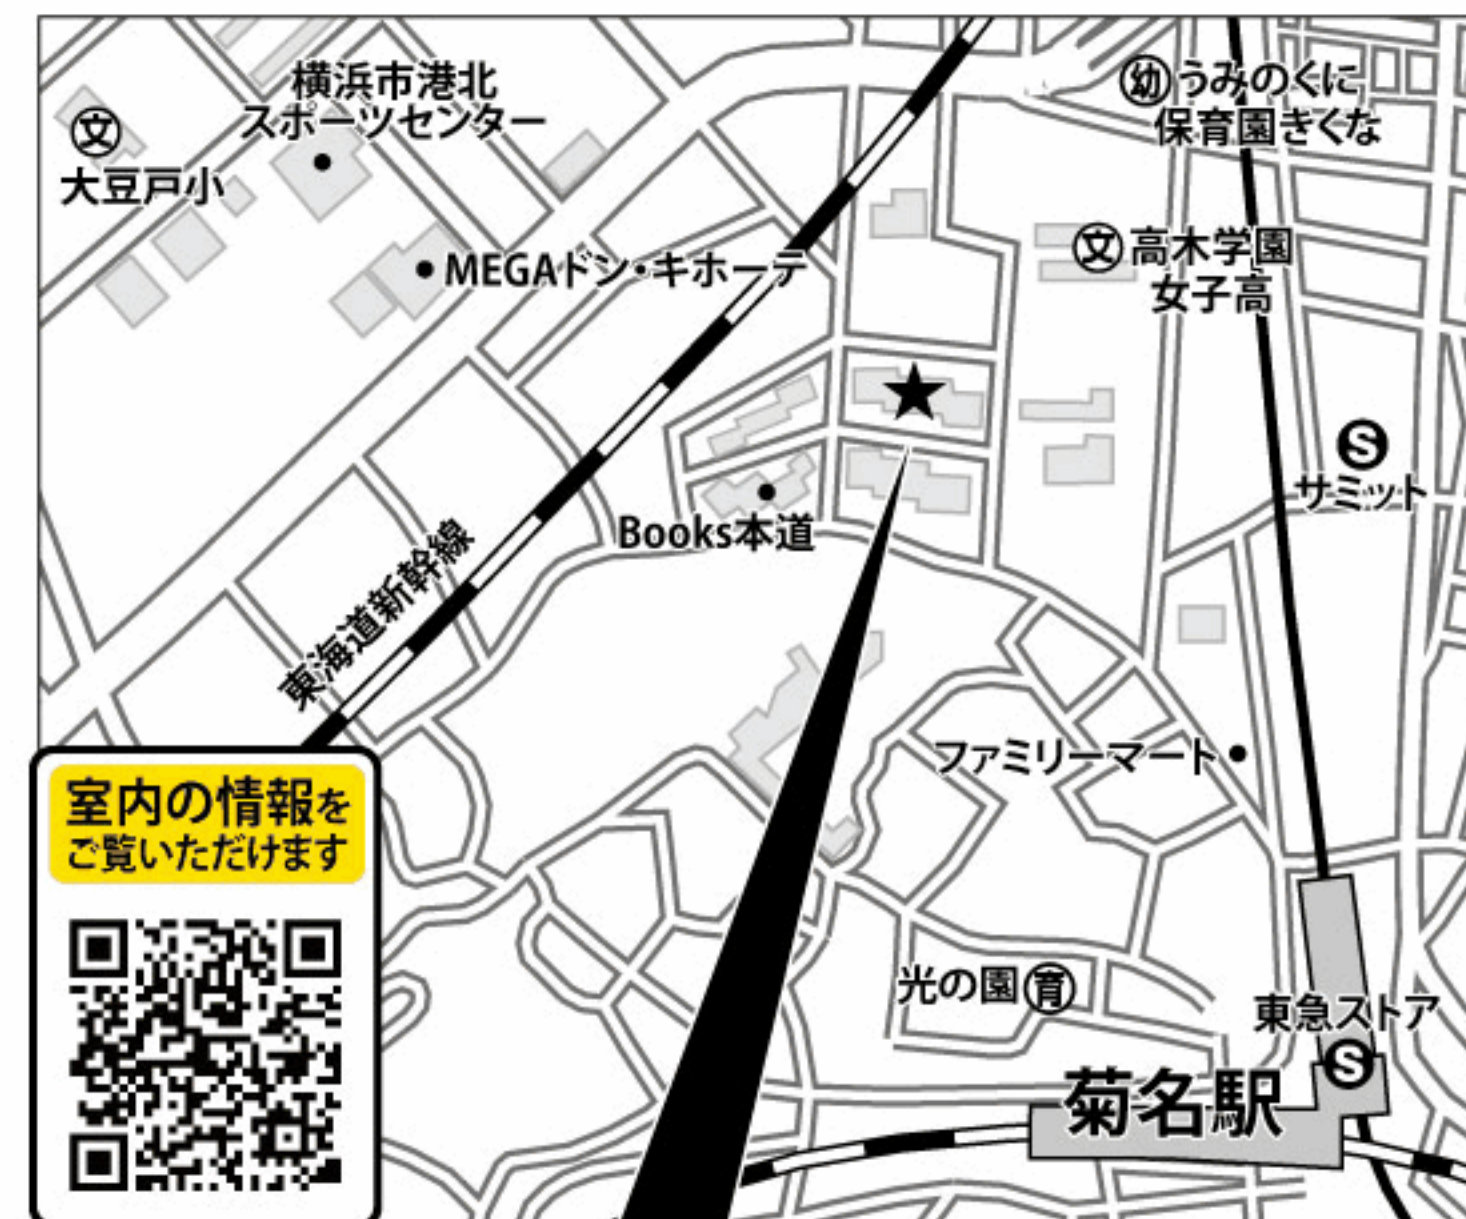 横浜市港北
スポーツセンター
文
大豆戸小
幼うみのくに
保育園きくな
MEGAドン・キホーテ
文高木学園
女子高
S
サミット
Books本道
東海道新幹線
ファミリーマート
室内の情報を
ご覧いただけます
光の園育
東急ストア
S
菊名駅